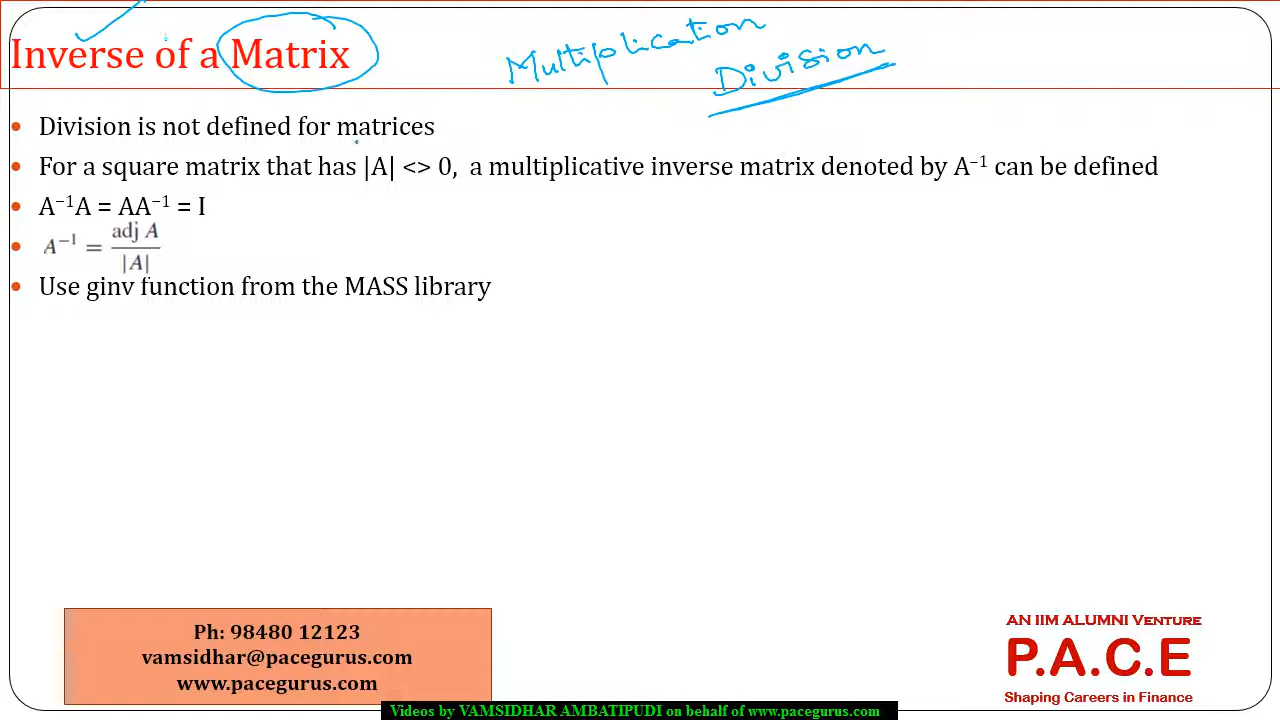 Inverse of a Matrix
Multiplication
Division
• Division is not defined for matrices
• For a square matrix that has |A| <> 0, a multiplicative inverse matrix denoted by A⁻¹ can be defined
• A⁻¹A = AA⁻¹ = I
• A⁻¹ = adj A / |A|
• Use ginv function from the MASS library
Ph: 98480 12123
vamsidhar@pacegurus.com
www.pacegurus.com
AN IIM ALUMNI VENTURE
P.A.C.E
Shaping Careers in Finance
Videos by VAMSIDHAR AMBATIPUDI on behalf of www.pacegurus.com